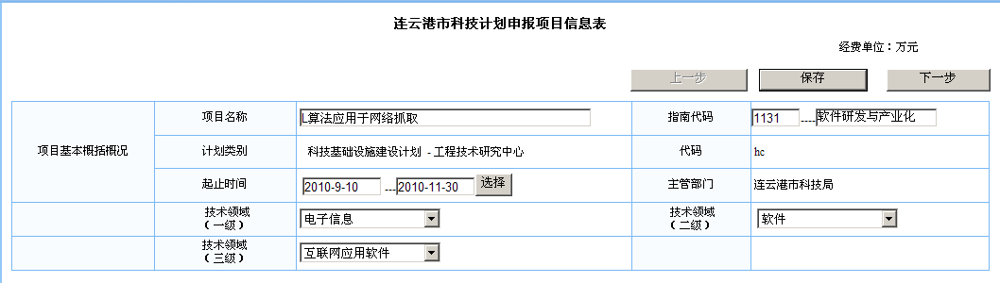 连云港市科技计划申报项目信息表
经费单位：万元
上一步 保存 下一步
项目基本概括概况
项目名称 L算法应用于网络抓取 指南代码 1131 ----软件研发与产业化
计划类别 科技基础设施建设计划 - 工程技术研究中心 代码 hc
起止时间 2010-9-10 ---2010-11-30 选择 主管部门 连云港市科技局
技术领域
（一级） 电子信息
技术领域
（二级） 软件
技术领域
（三级） 互联网应用软件